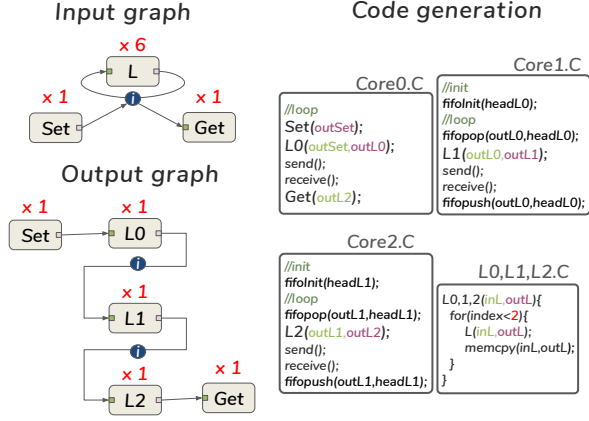 Input graph
x 6
L
x 1
x 1
i
Set
Get
Output graph
x 1
x 1
Set
L0
i
x 1
L1
i
x 1
x 1
L2
Get
Code generation
Core0.C
//loop
Set(outSet);
L0(outSet,outL0);
send();
receive();
Get(outL2);
Core1.C
//init
fifoInit(headL0);
//loop
fifopop(outL0,headL0);
L1(outL0,outL1);
send();
receive();
fifopush(outL0,headL0);
Core2.C
//init
fifoInit(headL1);
//loop
fifopop(outL1,headL1);
L2(outL1,outL2);
send();
receive();
fifopush(outL1,headL1);
L0,L1,L2.C
L0,1,2(inL,outL){
for(index<2){
L(inL,outL);
memcpy(inL,outL);
}
}